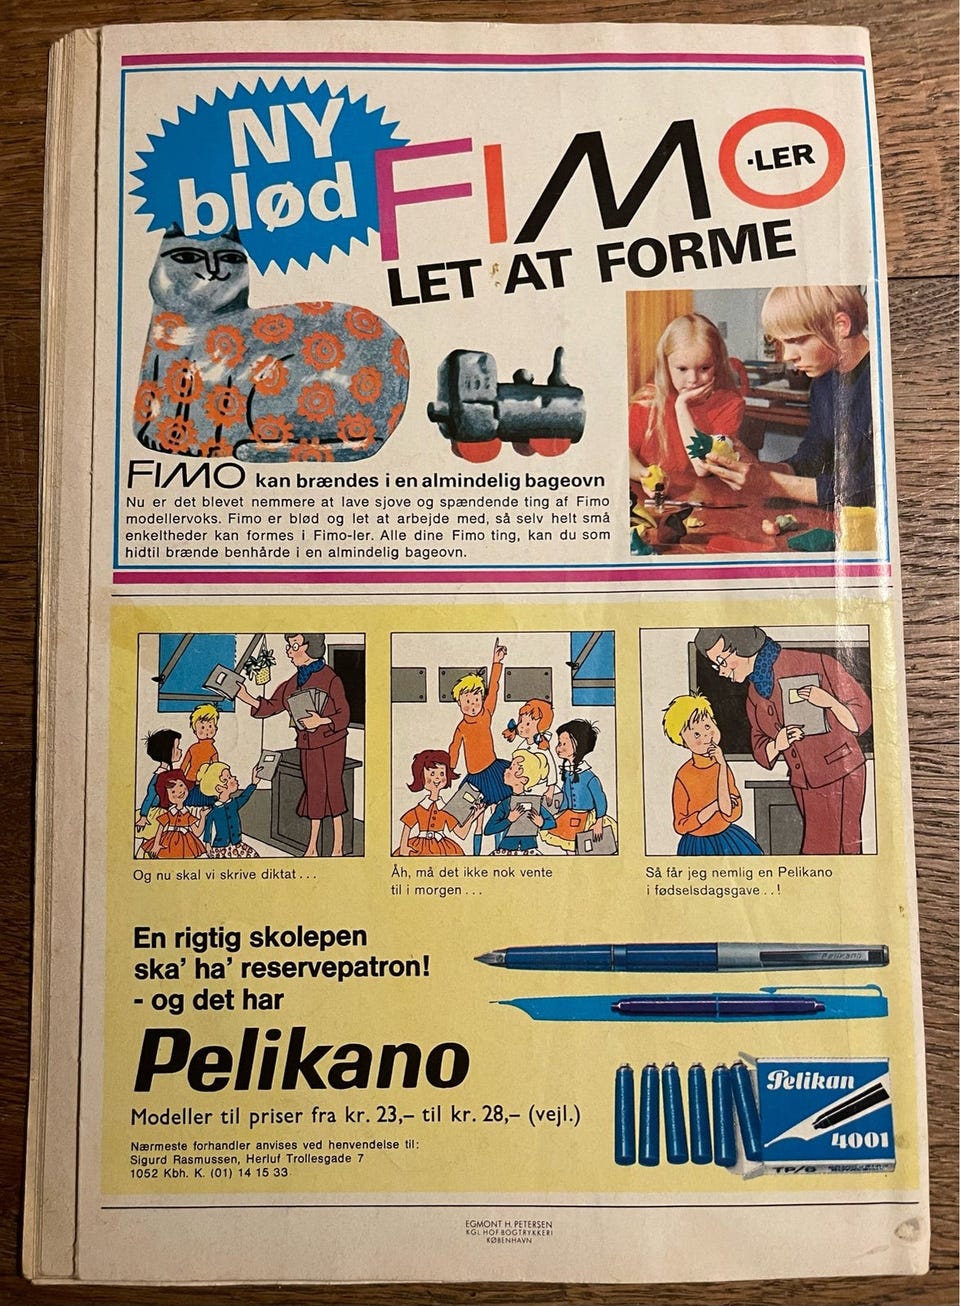 NY
blød
FIMO
-LER
LET AT FORME
FIMO kan brændes i en almindelig bageovn
Nu er det blevet nemmere at lave sjove og spændende ting af Fimo
modellervoks. Fimo er blød og let at arbejde med, så selv helt små
enkeltheder kan formes i Fimo-ler. Alle dine Fimo ting, kan du som
hidtil brænde benhårde i en almindelig bageovn.
Og nu skal vi skrive diktat...
Åh, må det ikke nok vente
til i morgen...
Så får jeg nemlig en Pelikano
i fødselsdagsgave..!
En rigtig skolepen
ska' ha' reservepatron!
- og det har
Pelikano
Modeller til priser fra kr. 23,– til kr. 28,– (vejl.)
Nærmeste forhandler anvises ved henvendelse til:
Sigurd Rasmussen, Herluf Trollesgade 7
1052 Kbh. K. (01) 14 15 33
Pelikano
Pelikan
4001
TP/6
EGMONT H. PETERSEN
KGL. HOF BOGTRYKKERI
KØBENHAVN